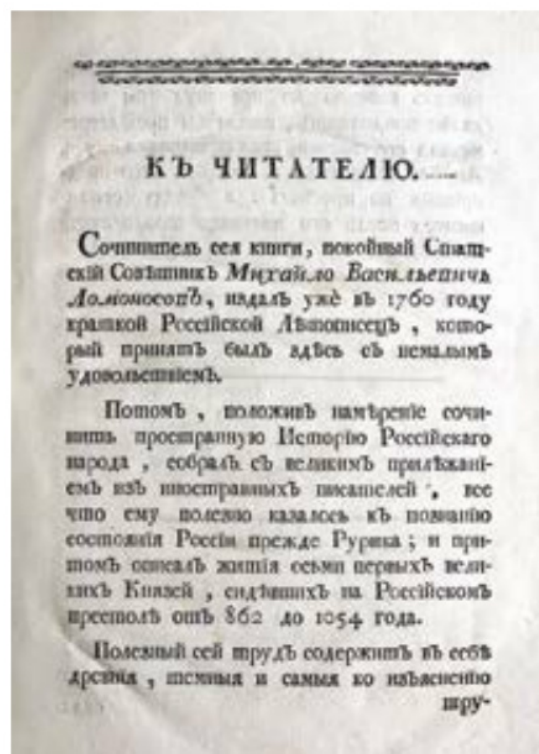 КЪ ЧИТАТЕЛЮ.
Сочинитель сея книги, покойный Стат-
скій Совѣтникъ Михайло Васильевичь
Ломоносовъ, издалъ уже въ 1760 году
краткой Россійской Лѣтописецъ, кото-
рый принятъ былъ здѣсь съ немалымъ
удовольствіемъ.
Потомъ, положивъ намѣреніе сочи-
нить пространную Исторію Россійскаго
народа, собралъ съ великимъ прилѣжані-
емъ изъ иностранныхъ писателей, все
что ему полезно казалось къ познанію
состоянія Россіи прежде Рурика; и при-
томъ описалъ житія седьми первыхъ вели-
кихъ Князей, сидѣвшихъ на Россійскомъ
престолѣ отъ 862 до 1054 года.
Полезный сей трудъ содержитъ въ себѣ
древнія, темныя и самыя ко изъясненію
тру-